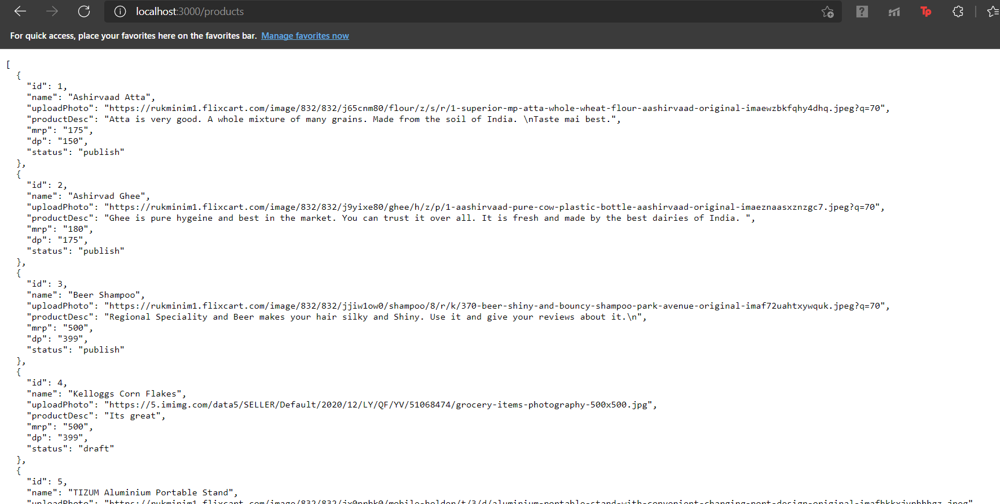 localhost:3000/products
For quick access, place your favorites here on the favorites bar. Manage favorites now
[
{
"id": 1,
"name": "Ashirvaad Atta",
"uploadPhoto": "https://rukminim1.flixcart.com/image/832/832/j65cnm80/flour/z/s/r/1-superior-mp-atta-whole-wheat-flour-aashirvaad-original-imaewzbkfqhy4dhq.jpeg?q=70",
"productDesc": "Atta is very good. A whole mixture of many grains. Made from the soil of India. \nTaste mai best.",
"mrp": "175",
"dp": "150",
"status": "publish"
},
{
"id": 2,
"name": "Ashirvad Ghee",
"uploadPhoto": "https://rukminim1.flixcart.com/image/832/832/j9yixe80/ghee/h/z/p/1-aashirvaad-pure-cow-plastic-bottle-aashirvaad-original-imaeznaasxznzgc7.jpeg?q=70",
"productDesc": "Ghee is pure hygeine and best in the market. You can trust it over all. It is fresh and made by the best dairies of India. ",
"mrp": "180",
"dp": "175",
"status": "publish"
},
{
"id": 3,
"name": "Beer Shampoo",
"uploadPhoto": "https://rukminim1.flixcart.com/image/832/832/jjiw1ow0/shampoo/8/r/k/370-beer-shiny-and-bouncy-shampoo-park-avenue-original-imaf72uahtxywquk.jpeg?q=70",
"productDesc": "Regional Speciality and Beer makes your hair silky and Shiny. Use it and give your reviews about it.\n",
"mrp": "500",
"dp": "399",
"status": "publish"
},
{
"id": 4,
"name": "Kelloggs Corn Flakes",
"uploadPhoto": "https://5.imimg.com/data5/SELLER/Default/2020/12/LY/QF/YV/51068474/grocery-items-photography-500x500.jpg",
"productDesc": "Its great",
"mrp": "500",
"dp": "399",
"status": "draft"
},
{
"id": 5,
"name": "TIZUM Aluminium Portable Stand",